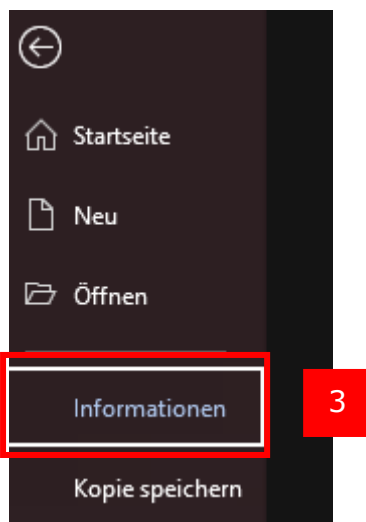 Startseite
Neu
Öffnen
Informationen
3
Kopie speichern